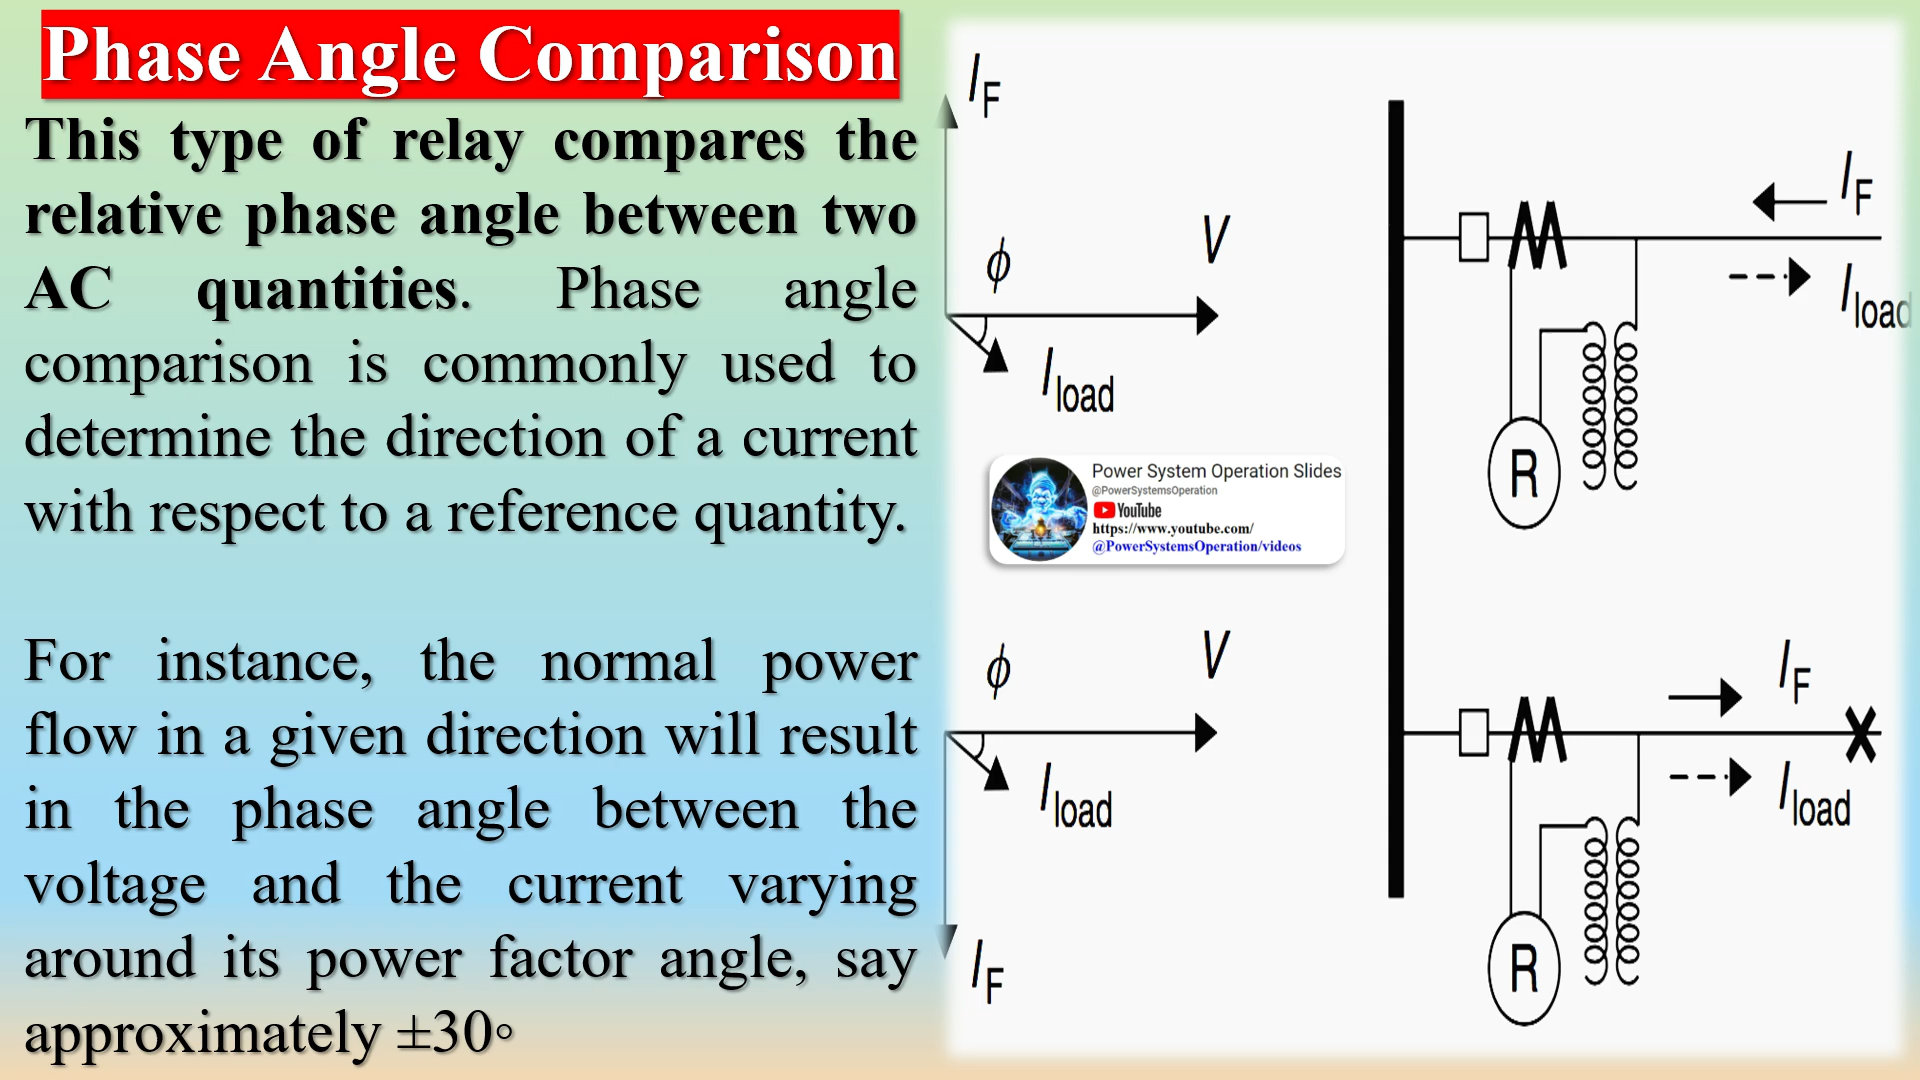 Phase Angle Comparison
This type of relay compares the
relative phase angle between two
AC quantities. Phase angle
comparison is commonly used to
determine the direction of a current
with respect to a reference quantity.
For instance, the normal power
flow in a given direction will result
in the phase angle between the
voltage and the current varying
around its power factor angle, say
approximately ±30◦
IF
ϕ
V
Iload
Power System Operation Slides
@PowerSystemsOperation
YouTube
https://www.youtube.com/
@PowerSystemsOperation/videos
ϕ
V
Iload
IF
IF
Iload
R
IF
Iload
R